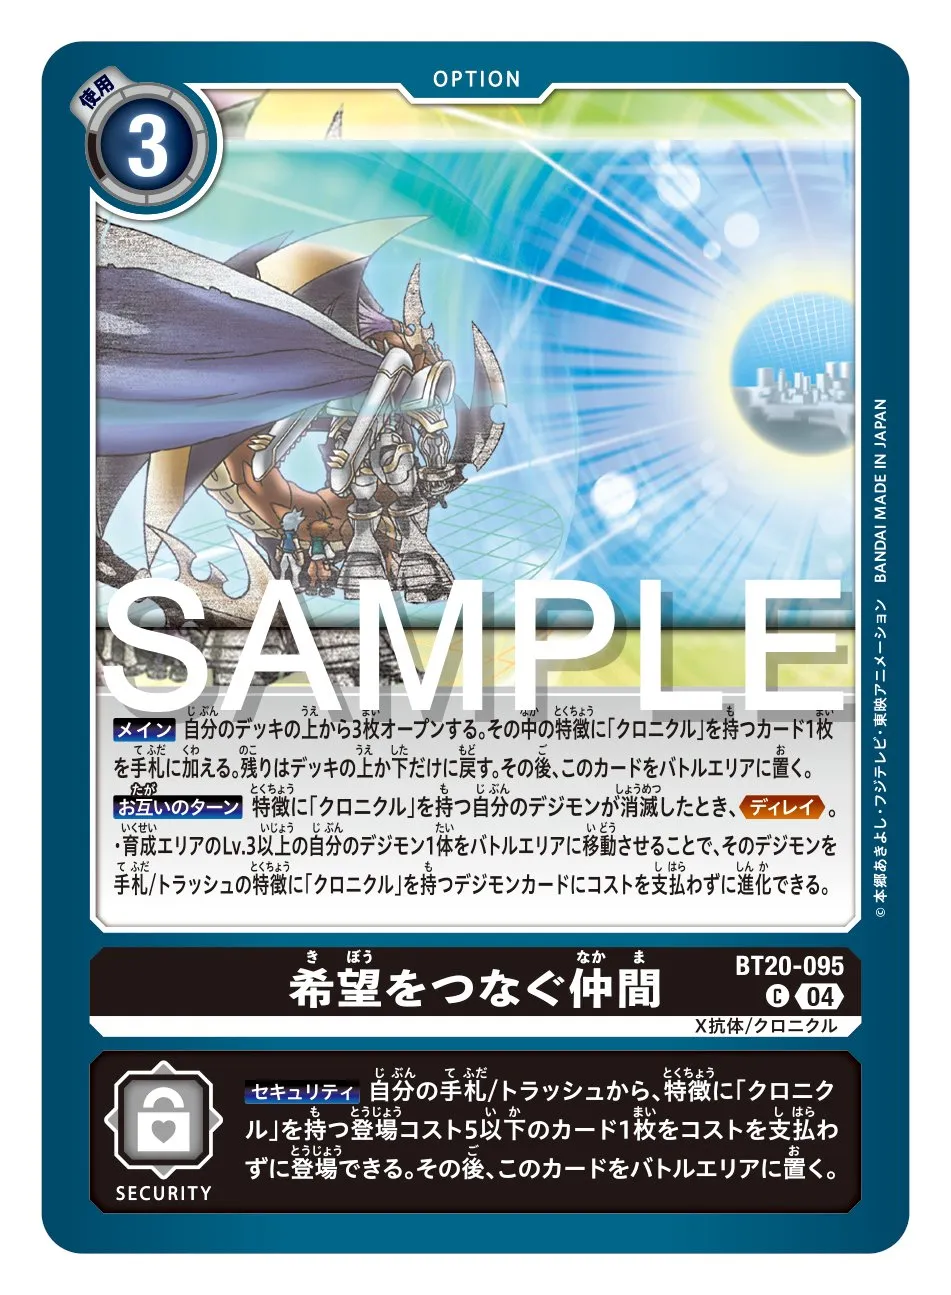 OPTION
使用
3
SAMPLE
メイン 自分のデッキの上から3枚オープンする。その中の特徴に「クロニクル」を持つカード1枚
を手札に加える。残りはデッキの上か下だけに戻す。その後、このカードをバトルエリアに置く。
お互いのターン 特徴に「クロニクル」を持つ自分のデジモンが消滅したとき、ディレイ。
・育成エリアのLv.3以上の自分のデジモン1体をバトルエリアに移動させることで、そのデジモンを
手札/トラッシュの特徴に「クロニクル」を持つデジモンカードにコストを支払わずに進化できる。
©本郷あきよし・フジテレビ・東映アニメーション BANDAI MADE IN JAPAN
きぼう なかま
希望をつなぐ仲間
BT20-095
C 04
X抗体/クロニクル
セキュリティ 自分の手札/トラッシュから、特徴に「クロニク
ル」を持つ登場コスト5以下のカード1枚をコストを支払わ
ずに登場できる。その後、このカードをバトルエリアに置く。
SECURITY